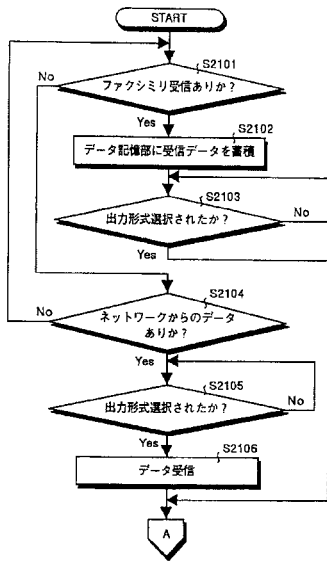 START
S2101
No
ファクシミリ受信ありか?
Yes
S2102
データ記憶部に受信データを蓄積
S2103
出力形式選択されたか?
No
Yes
S2104
No
ネットワークからのデータ
ありか?
Yes
S2105
出力形式選択されたか?
No
Yes
S2106
データ受信
A